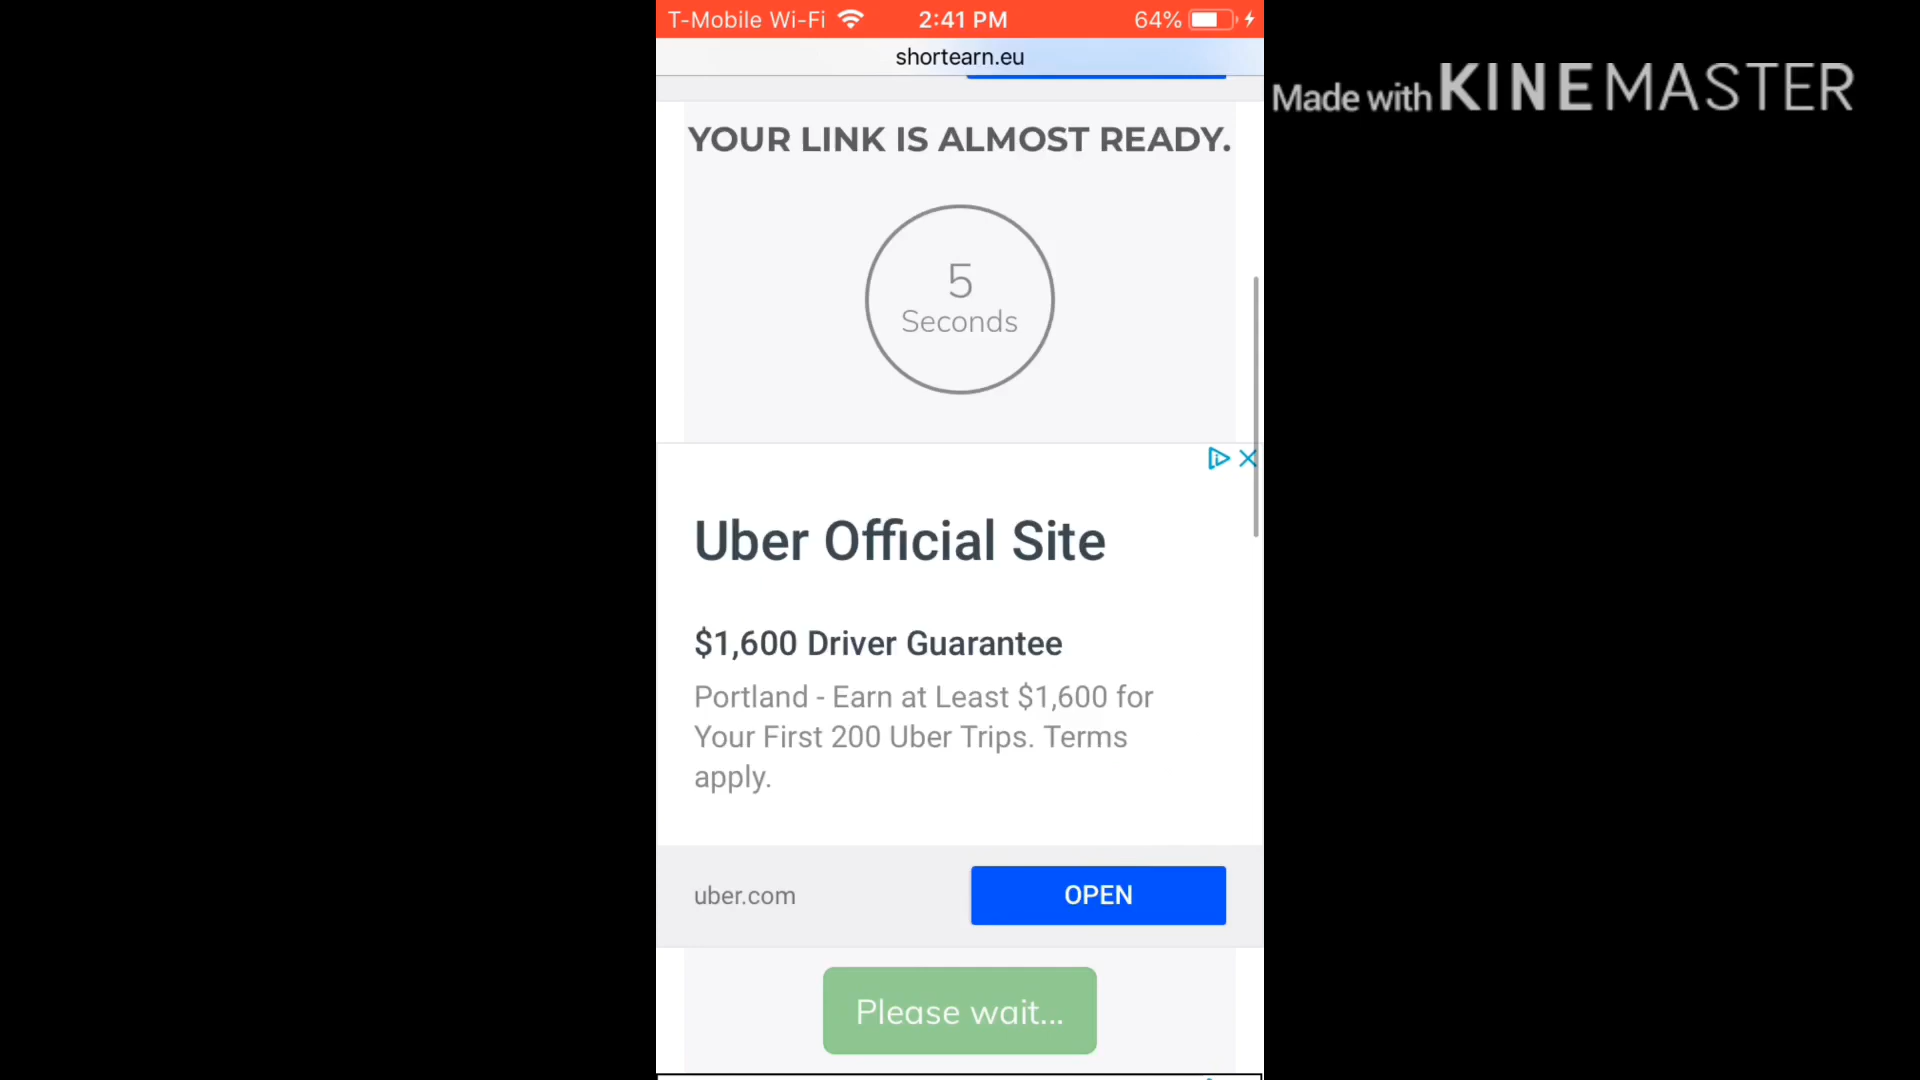 T-Mobile Wi-Fi 2:41 PM 64%
shortearn.eu
Made with KINEMASTER
YOUR LINK IS ALMOST READY.
5
Seconds
Uber Official Site
$1,600 Driver Guarantee
Portland - Earn at Least $1,600 for
Your First 200 Uber Trips. Terms
apply.
uber.com OPEN
Please wait...